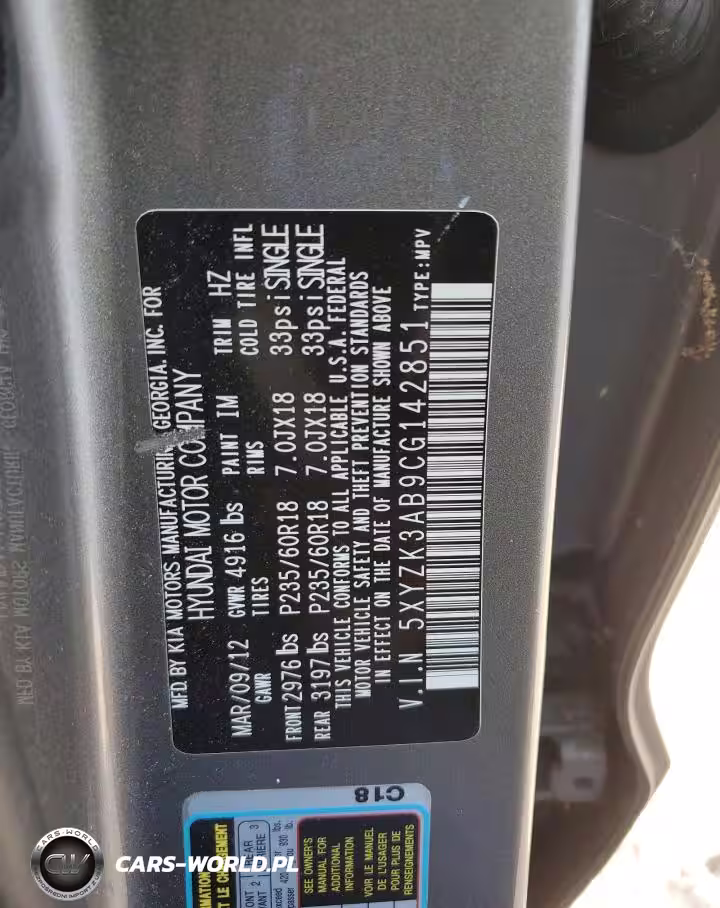 MFD BY KIA MOTORS MANUFACTURING GEORGIA, INC. FOR
HYUNDAI MOTOR COMPANY
MAR/09/12 GVWR 4916 lbs PAINT IM TRIM HZ
GAWR TIRES RIMS COLD TIRE INFL
FRONT 2976 lbs P235/60R18 7.0JX18 33psi SINGLE
REAR 3197 lbs P235/60R18 7.0JX18 33psi SINGLE
THIS VEHICLE CONFORMS TO ALL APPLICABLE U.S.A. FEDERAL
MOTOR VEHICLE SAFETY AND THEFT PREVENTION STANDARDS
IN EFFECT ON THE DATE OF MANUFACTURE SHOWN ABOVE
V.I.N 5XYZK3AB9CG142851 TYPE:MPV
C18
SEE OWNER'S
MANUAL FOR
ADDITIONAL
INFORMATION
VOIR LE MANUEL
DE L'USAGER
POUR PLUS DE
RENSEIGNEMENTS
CARS-WORLD
CW
CARS-WORLD.PL